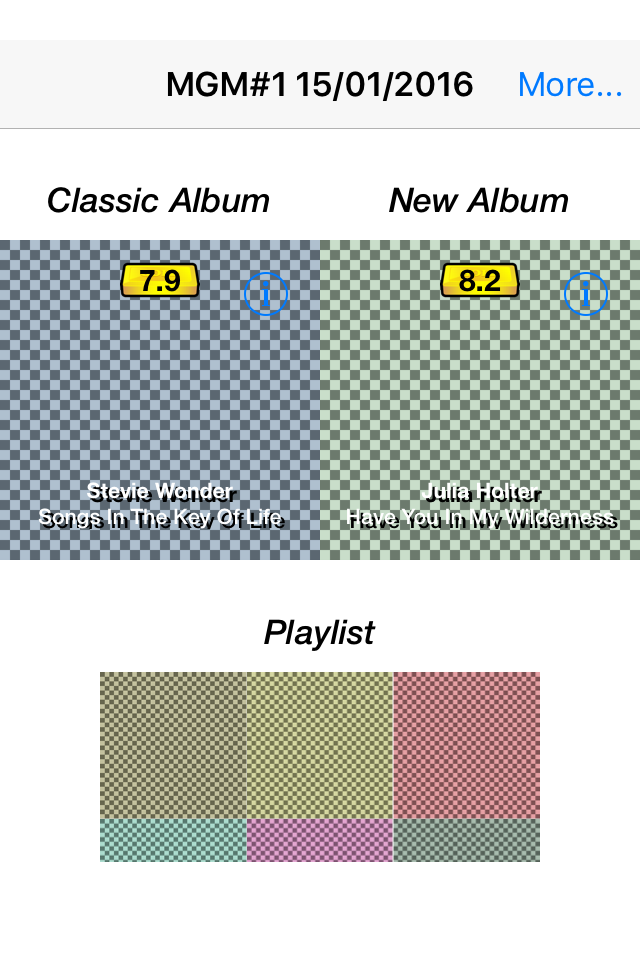 MGM#1 15/01/2016 More...
Classic Album New Album
7.9 i 8.2 i
Stevie Wonder Julia Holter
Songs In The Key Of Life Have You In My Wilderness
Playlist